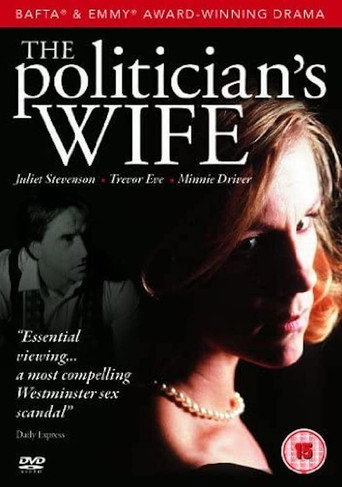 BAFTA® & EMMY® AWARD-WINNING DRAMA
THE
politician's
WIFE
Juliet Stevenson • Trevor Eve • Minnie Driver
"Essential
viewing...
a most compelling
Westminster sex
scandal"
Daily Express
DVD
VIDEO
15